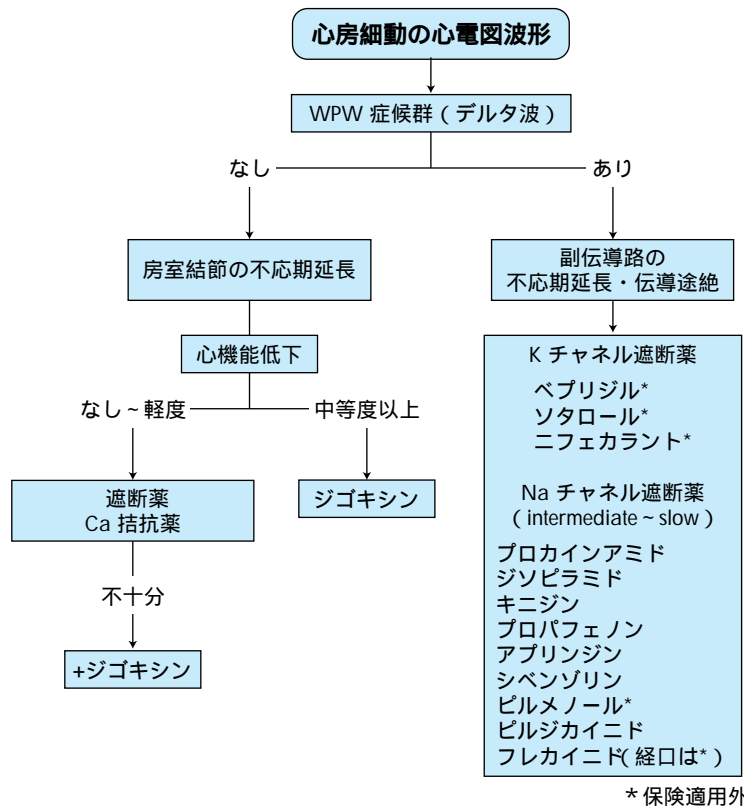 心房細動の心電図波形
WPW 症候群（デルタ波）
なし
あり
房室結節の不応期延長
副伝導路の
不応期延長・伝導途絶
心機能低下
なし～軽度
中等度以上
遮断薬
Ca 拮抗薬
ジゴキシン
不十分
+ジゴキシン
K チャネル遮断薬
ベプリジル*
ソタロール*
ニフェカラント*
Na チャネル遮断薬
（intermediate～slow）
プロカインアミド
ジソピラミド
キニジン
プロパフェノン
アプリンジン
シベンゾリン
ピルメノール*
ピルジカイニド
フレカイニド（経口は*）
*保険適用外